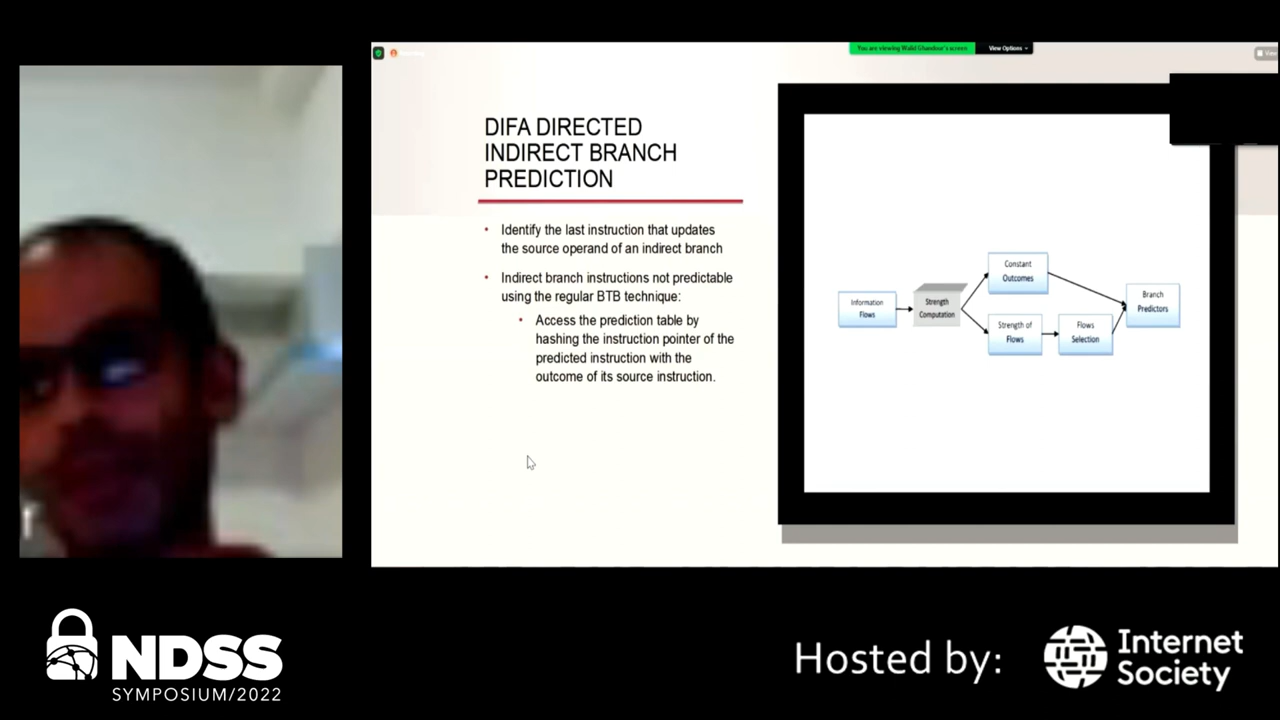 You are viewing Walid Ghandour's screen
View Options
View
DIFA DIRECTED
INDIRECT BRANCH
PREDICTION
• Identify the last instruction that updates
the source operand of an indirect branch
• Indirect branch instructions not predictable
using the regular BTB technique:
• Access the prediction table by
hashing the instruction pointer of the
predicted instruction with the
outcome of its source instruction.
Information
Flows
Strength
Computation
Constant
Outcomes
Strength of
Flows
Flows
Selection
Branch
Predictors
f
NDSS
SYMPOSIUM/2022
Hosted by:
Internet
Society